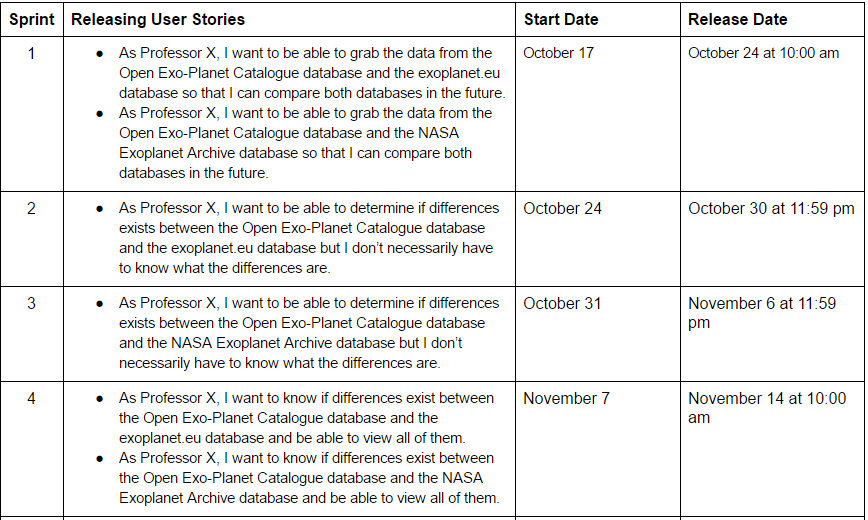 Sprint Releasing User Stories Start Date Release Date
1 ● As Professor X, I want to be able to grab the data from the October 17 October 24 at 10:00 am
Open Exo-Planet Catalogue database and the exoplanet.eu
database so that I can compare both databases in the future.
● As Professor X, I want to be able to grab the data from the
Open Exo-Planet Catalogue database and the NASA
Exoplanet Archive database so that I can compare both
databases in the future.
2 ● As Professor X, I want to be able to determine if differences October 24 October 30 at 11:59 pm
exists between the Open Exo-Planet Catalogue database
and the exoplanet.eu database but I don't necessarily have
to know what the differences are.
3 ● As Professor X, I want to be able to determine if differences October 31 November 6 at 11:59
exists between the Open Exo-Planet Catalogue database pm
and the NASA Exoplanet Archive database but I don't
necessarily have to know what the differences are.
4 ● As Professor X, I want to know if differences exist between November 7 November 14 at 10:00
the Open Exo-Planet Catalogue database and the am
exoplanet.eu database and be able to view all of them.
● As Professor X, I want to know if differences exist between
the Open Exo-Planet Catalogue database and the NASA
Exoplanet Archive database and be able to view all of them.